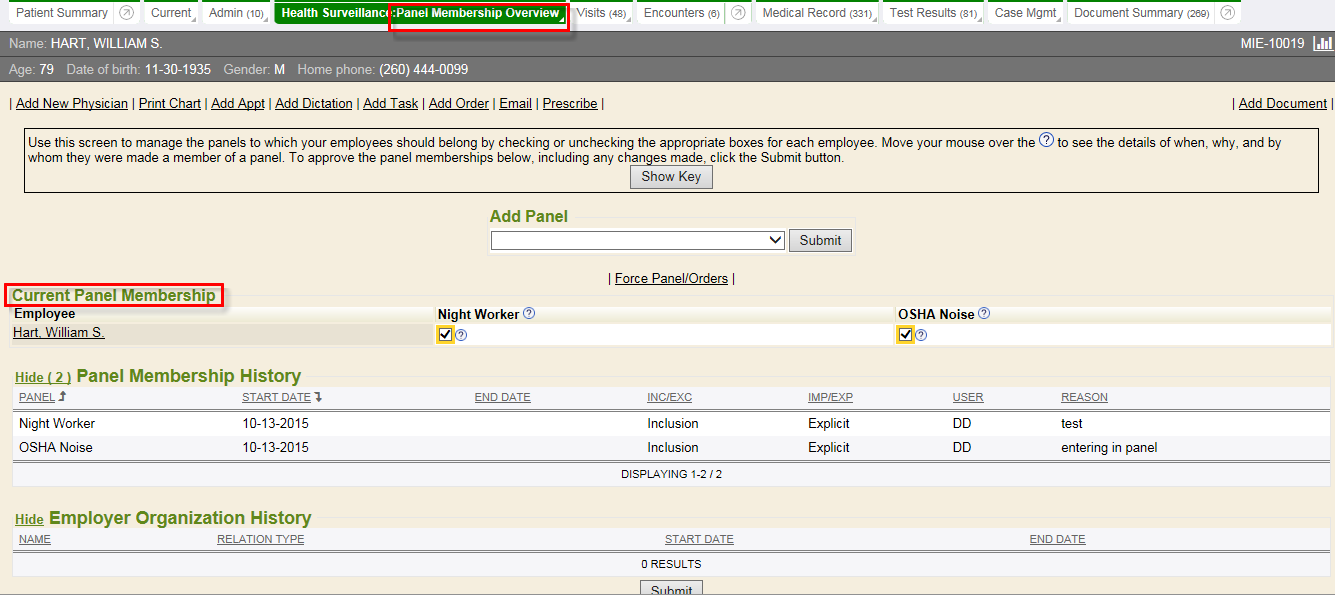 Patient Summary Current Admin (10) Health Surveillance:Panel Membership Overview Visits (48) Encounters (6) Medical Record (331) Test Results (81) Case Mgmt Document Summary (269)
Name: HART, WILLIAM S. MIE-10019
Age: 79 Date of birth: 11-30-1935 Gender: M Home phone: (260) 444-0099
| Add New Physician | Print Chart | Add Appt | Add Dictation | Add Task | Add Order | Email | Prescribe | | Add Document |
Use this screen to manage the panels to which your employees should belong by checking or unchecking the appropriate boxes for each employee. Move your mouse over the ? to see the details of when, why, and by
whom they were made a member of a panel. To approve the panel memberships below, including any changes made, click the Submit button.
Show Key
Add Panel
Submit
| Force Panel/Orders |
Current Panel Membership
Employee Night Worker ? OSHA Noise ?
Hart, William S. ? ?
Hide ( 2 ) Panel Membership History
PANEL START DATE END DATE INC/EXC IMP/EXP USER REASON
Night Worker 10-13-2015 Inclusion Explicit DD test
OSHA Noise 10-13-2015 Inclusion Explicit DD entering in panel
DISPLAYING 1-2 / 2
Hide Employer Organization History
NAME RELATION TYPE START DATE END DATE
0 RESULTS
Submit